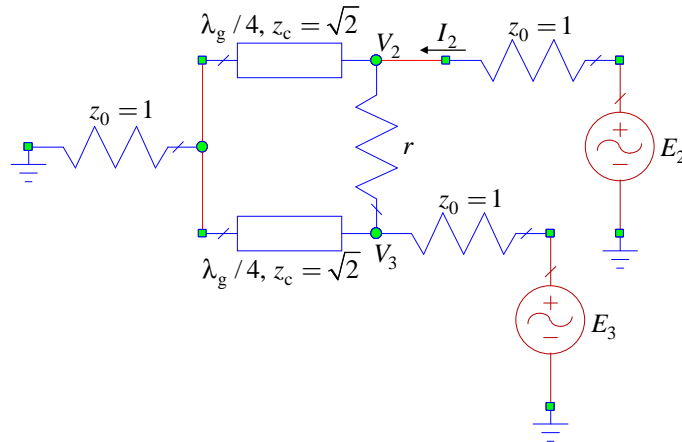 λg / 4, zc = √2
V2
I2
z0 = 1
z0 = 1
r
E2
z0 = 1
λg / 4, zc = √2
V3
E3